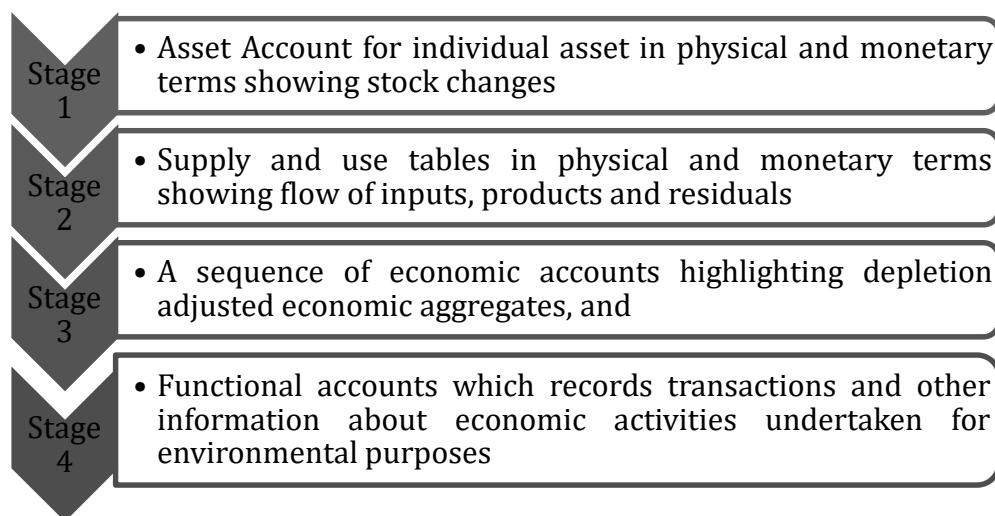 Stage
1
• Asset Account for individual asset in physical and monetary
terms showing stock changes
Stage
2
• Supply and use tables in physical and monetary terms
showing flow of inputs, products and residuals
Stage
3
• A sequence of economic accounts highlighting depletion
adjusted economic aggregates, and
Stage
4
• Functional accounts which records transactions and other
information about economic activities undertaken for
environmental purposes